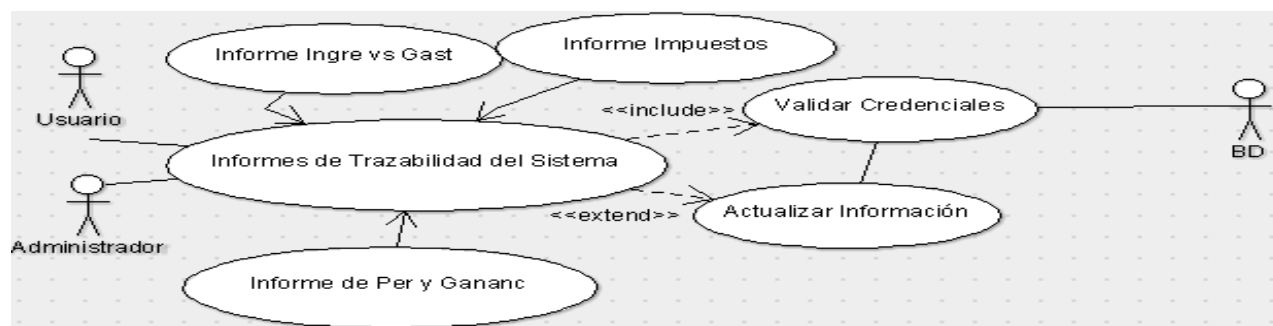 Informe Ingre vs Gast
Informe Impuestos
Usuario
<<include>>
Validar Credenciales
BD
Informes de Trazabilidad del Sistema
Administrador
<<extend>>
Actualizar Información
Informe de Per y Gananc